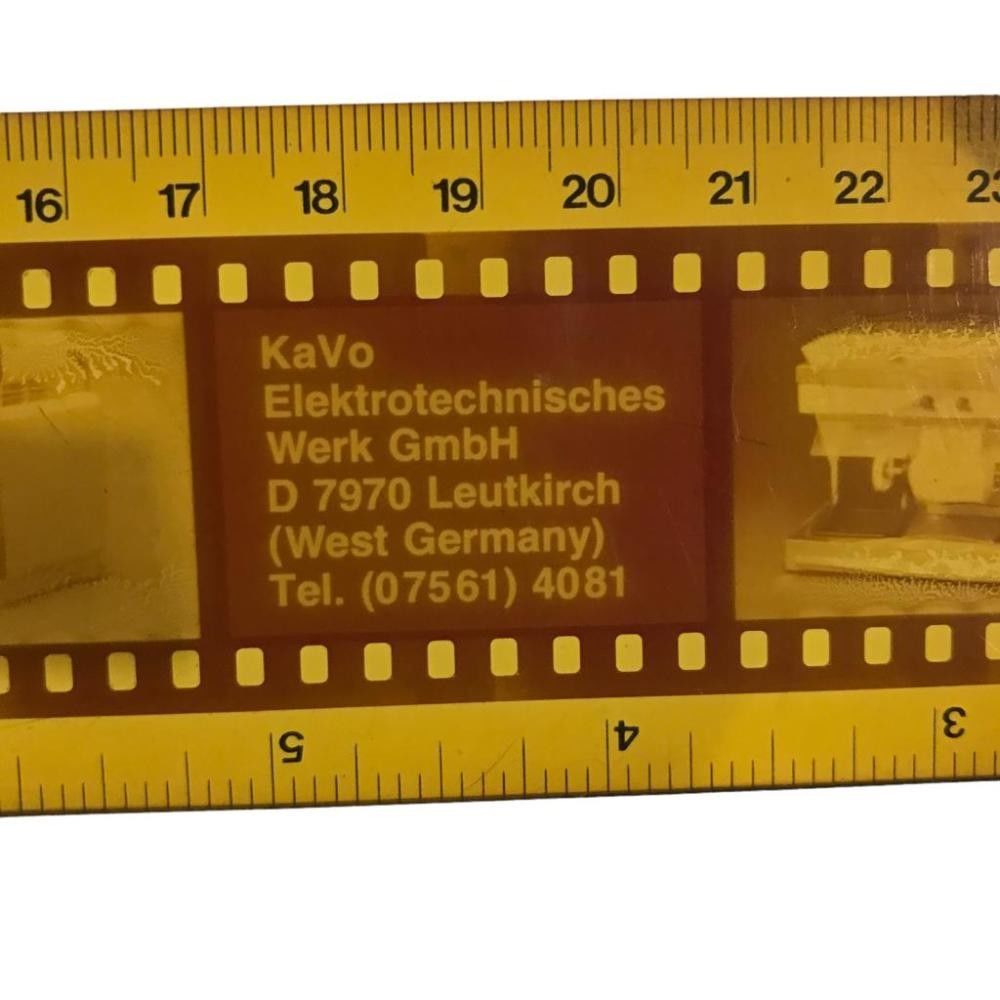 16 17 18 19 20 21 22
KaVo
Elektrotechnisches
Werk GmbH
D 7970 Leutkirch
(West Germany)
Tel. (07561) 4081
5 4 3